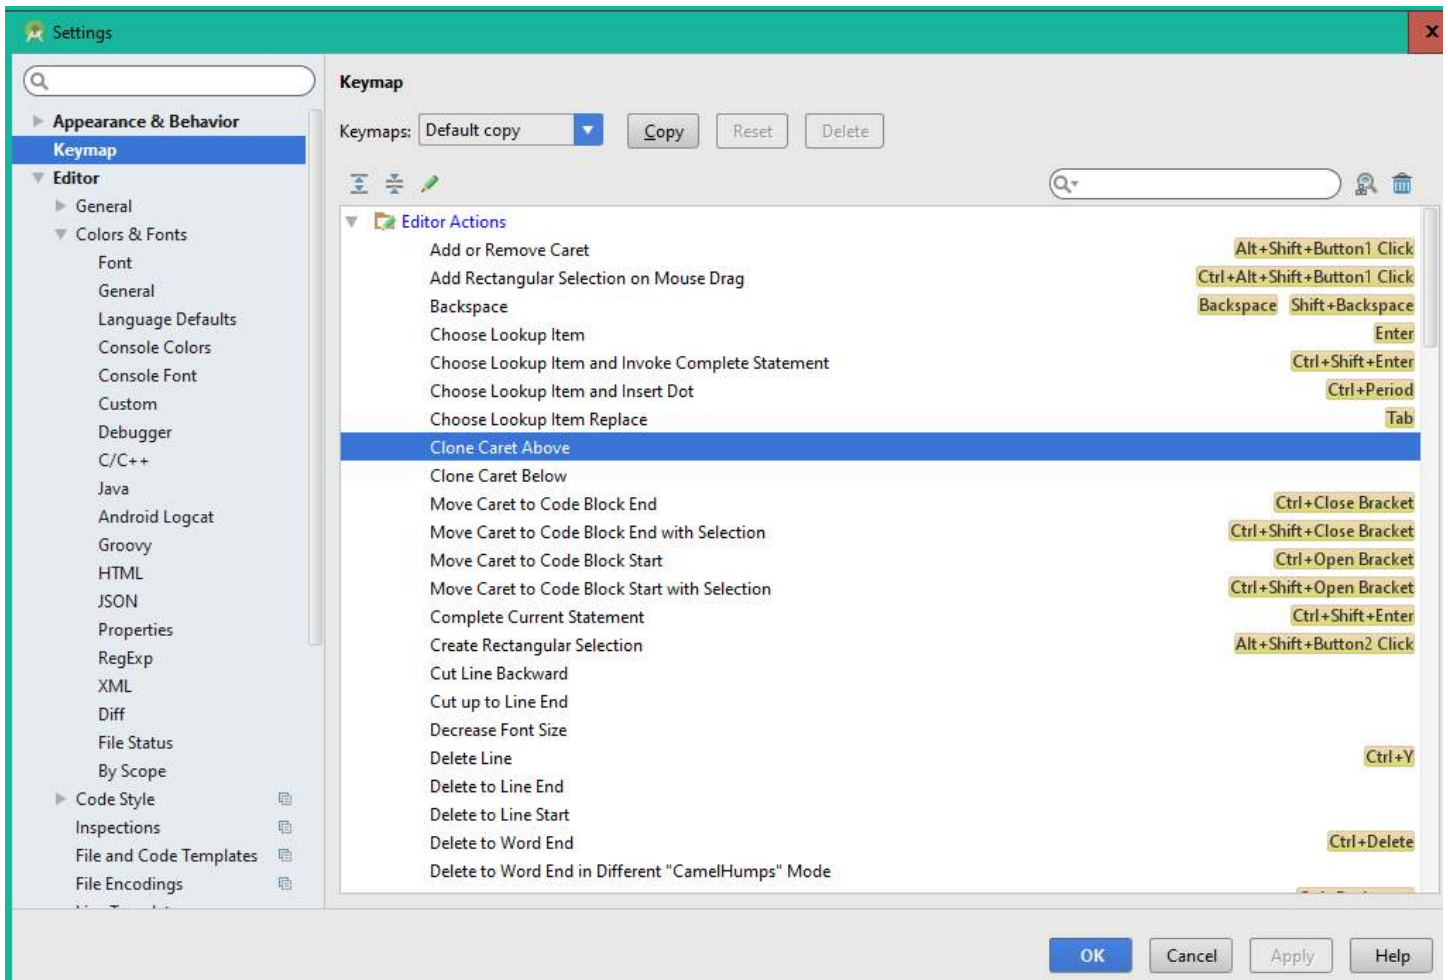 Settings
x
Appearance & Behavior
Keymap
Editor
General
Colors & Fonts
Font
General
Language Defaults
Console Colors
Console Font
Custom
Debugger
C/C++
Java
Android Logcat
Groovy
HTML
JSON
Properties
RegExp
XML
Diff
File Status
By Scope
Code Style
Inspections
File and Code Templates
File Encodings
Keymap
Keymaps: Default copy Copy Reset Delete
Editor Actions
Add or Remove Caret Alt+Shift+Button1 Click
Add Rectangular Selection on Mouse Drag Ctrl+Alt+Shift+Button1 Click
Backspace Backspace Shift+Backspace
Choose Lookup Item Enter
Choose Lookup Item and Invoke Complete Statement Ctrl+Shift+Enter
Choose Lookup Item and Insert Dot Ctrl+Period
Choose Lookup Item Replace Tab
Clone Caret Above
Clone Caret Below
Move Caret to Code Block End Ctrl+Close Bracket
Move Caret to Code Block End with Selection Ctrl+Shift+Close Bracket
Move Caret to Code Block Start Ctrl+Open Bracket
Move Caret to Code Block Start with Selection Ctrl+Shift+Open Bracket
Complete Current Statement Ctrl+Shift+Enter
Create Rectangular Selection Alt+Shift+Button2 Click
Cut Line Backward
Cut up to Line End
Decrease Font Size
Delete Line Ctrl+Y
Delete to Line End
Delete to Line Start
Delete to Word End Ctrl+Delete
Delete to Word End in Different "CamelHumps" Mode
OK Cancel Apply Help